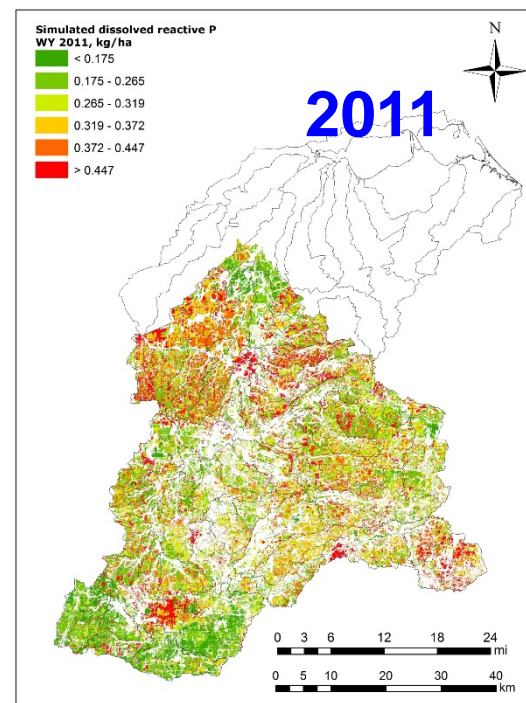 Simulated dissolved reactive P
WY 2011, kg/ha
< 0.175
0.175 - 0.265
0.265 - 0.319
0.319 - 0.372
0.372 - 0.447
> 0.447
N
2011
0 3 6 12 18 24
mi
0 5 10 20 30 40
km